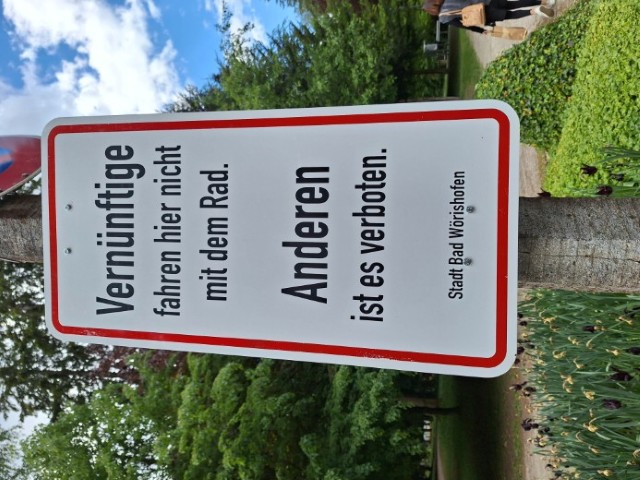 Vernünftige
fahren hier nicht
mit dem Rad.
Anderen
ist es verboten.
Stadt Bad Wörishofen